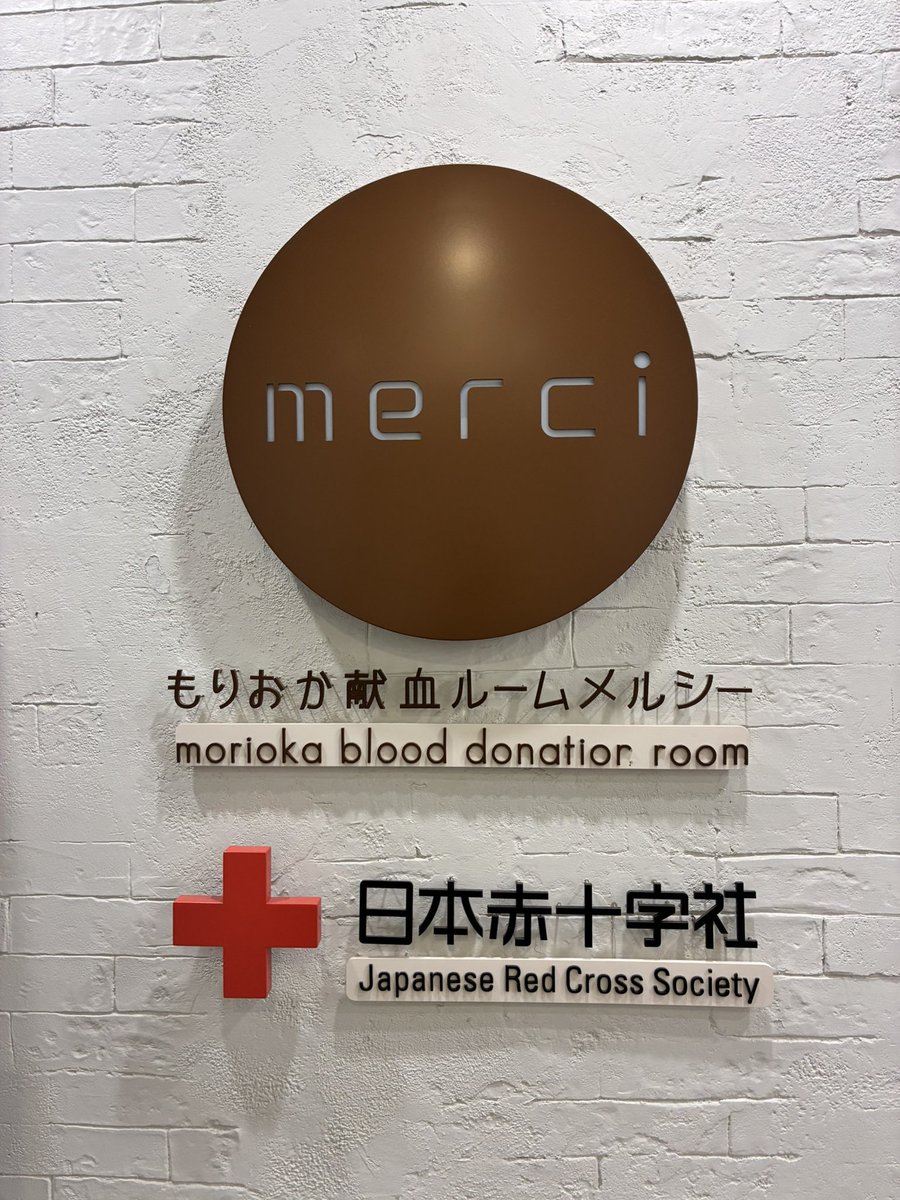 merci
もりおか献血ルームメルシー
morioka blood donation room
日本赤十字社
Japanese Red Cross Society